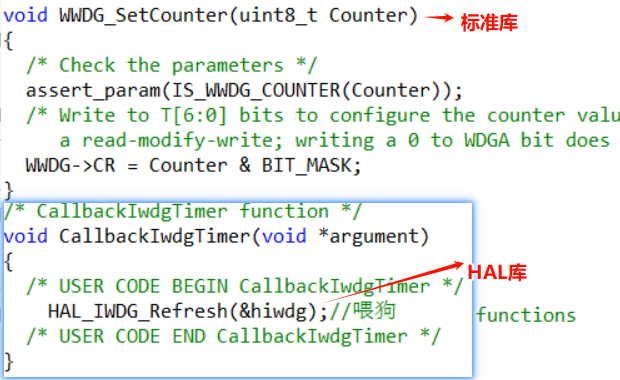 void WWDG_SetCounter(uint8_t Counter) 标准库
{
/* Check the parameters */
assert_param(IS_WWDG_COUNTER(Counter));
/* Write to T[6:0] bits to configure the counter valu
a read-modify-write; writing a 0 to WDGA bit does
WWDG->CR = Counter & BIT_MASK;
}
/* CallbackIwdgTimer function */
void CallbackIwdgTimer(void *argument)
{
/* USER CODE BEGIN CallbackIwdgTimer */ HAL库
HAL_IWDG_Refresh(&hiwdg);//喂狗 functions
/* USER CODE END CallbackIwdgTimer */
}